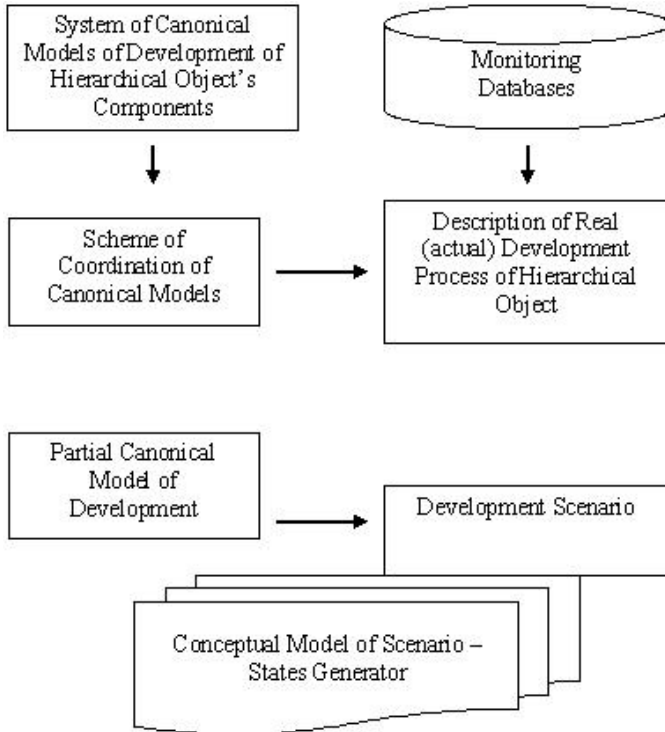 System of Canonical
Models of Development of
Hierarchical Object's
Components
Monitoring
Databases
Scheme of
Coordination of
Canonical Models
Description of Real
(actual) Development
Process of Hierarchical
Object
Partial Canonical
Model of
Development
Development Scenario
Conceptual Model of Scenario –
States Generator